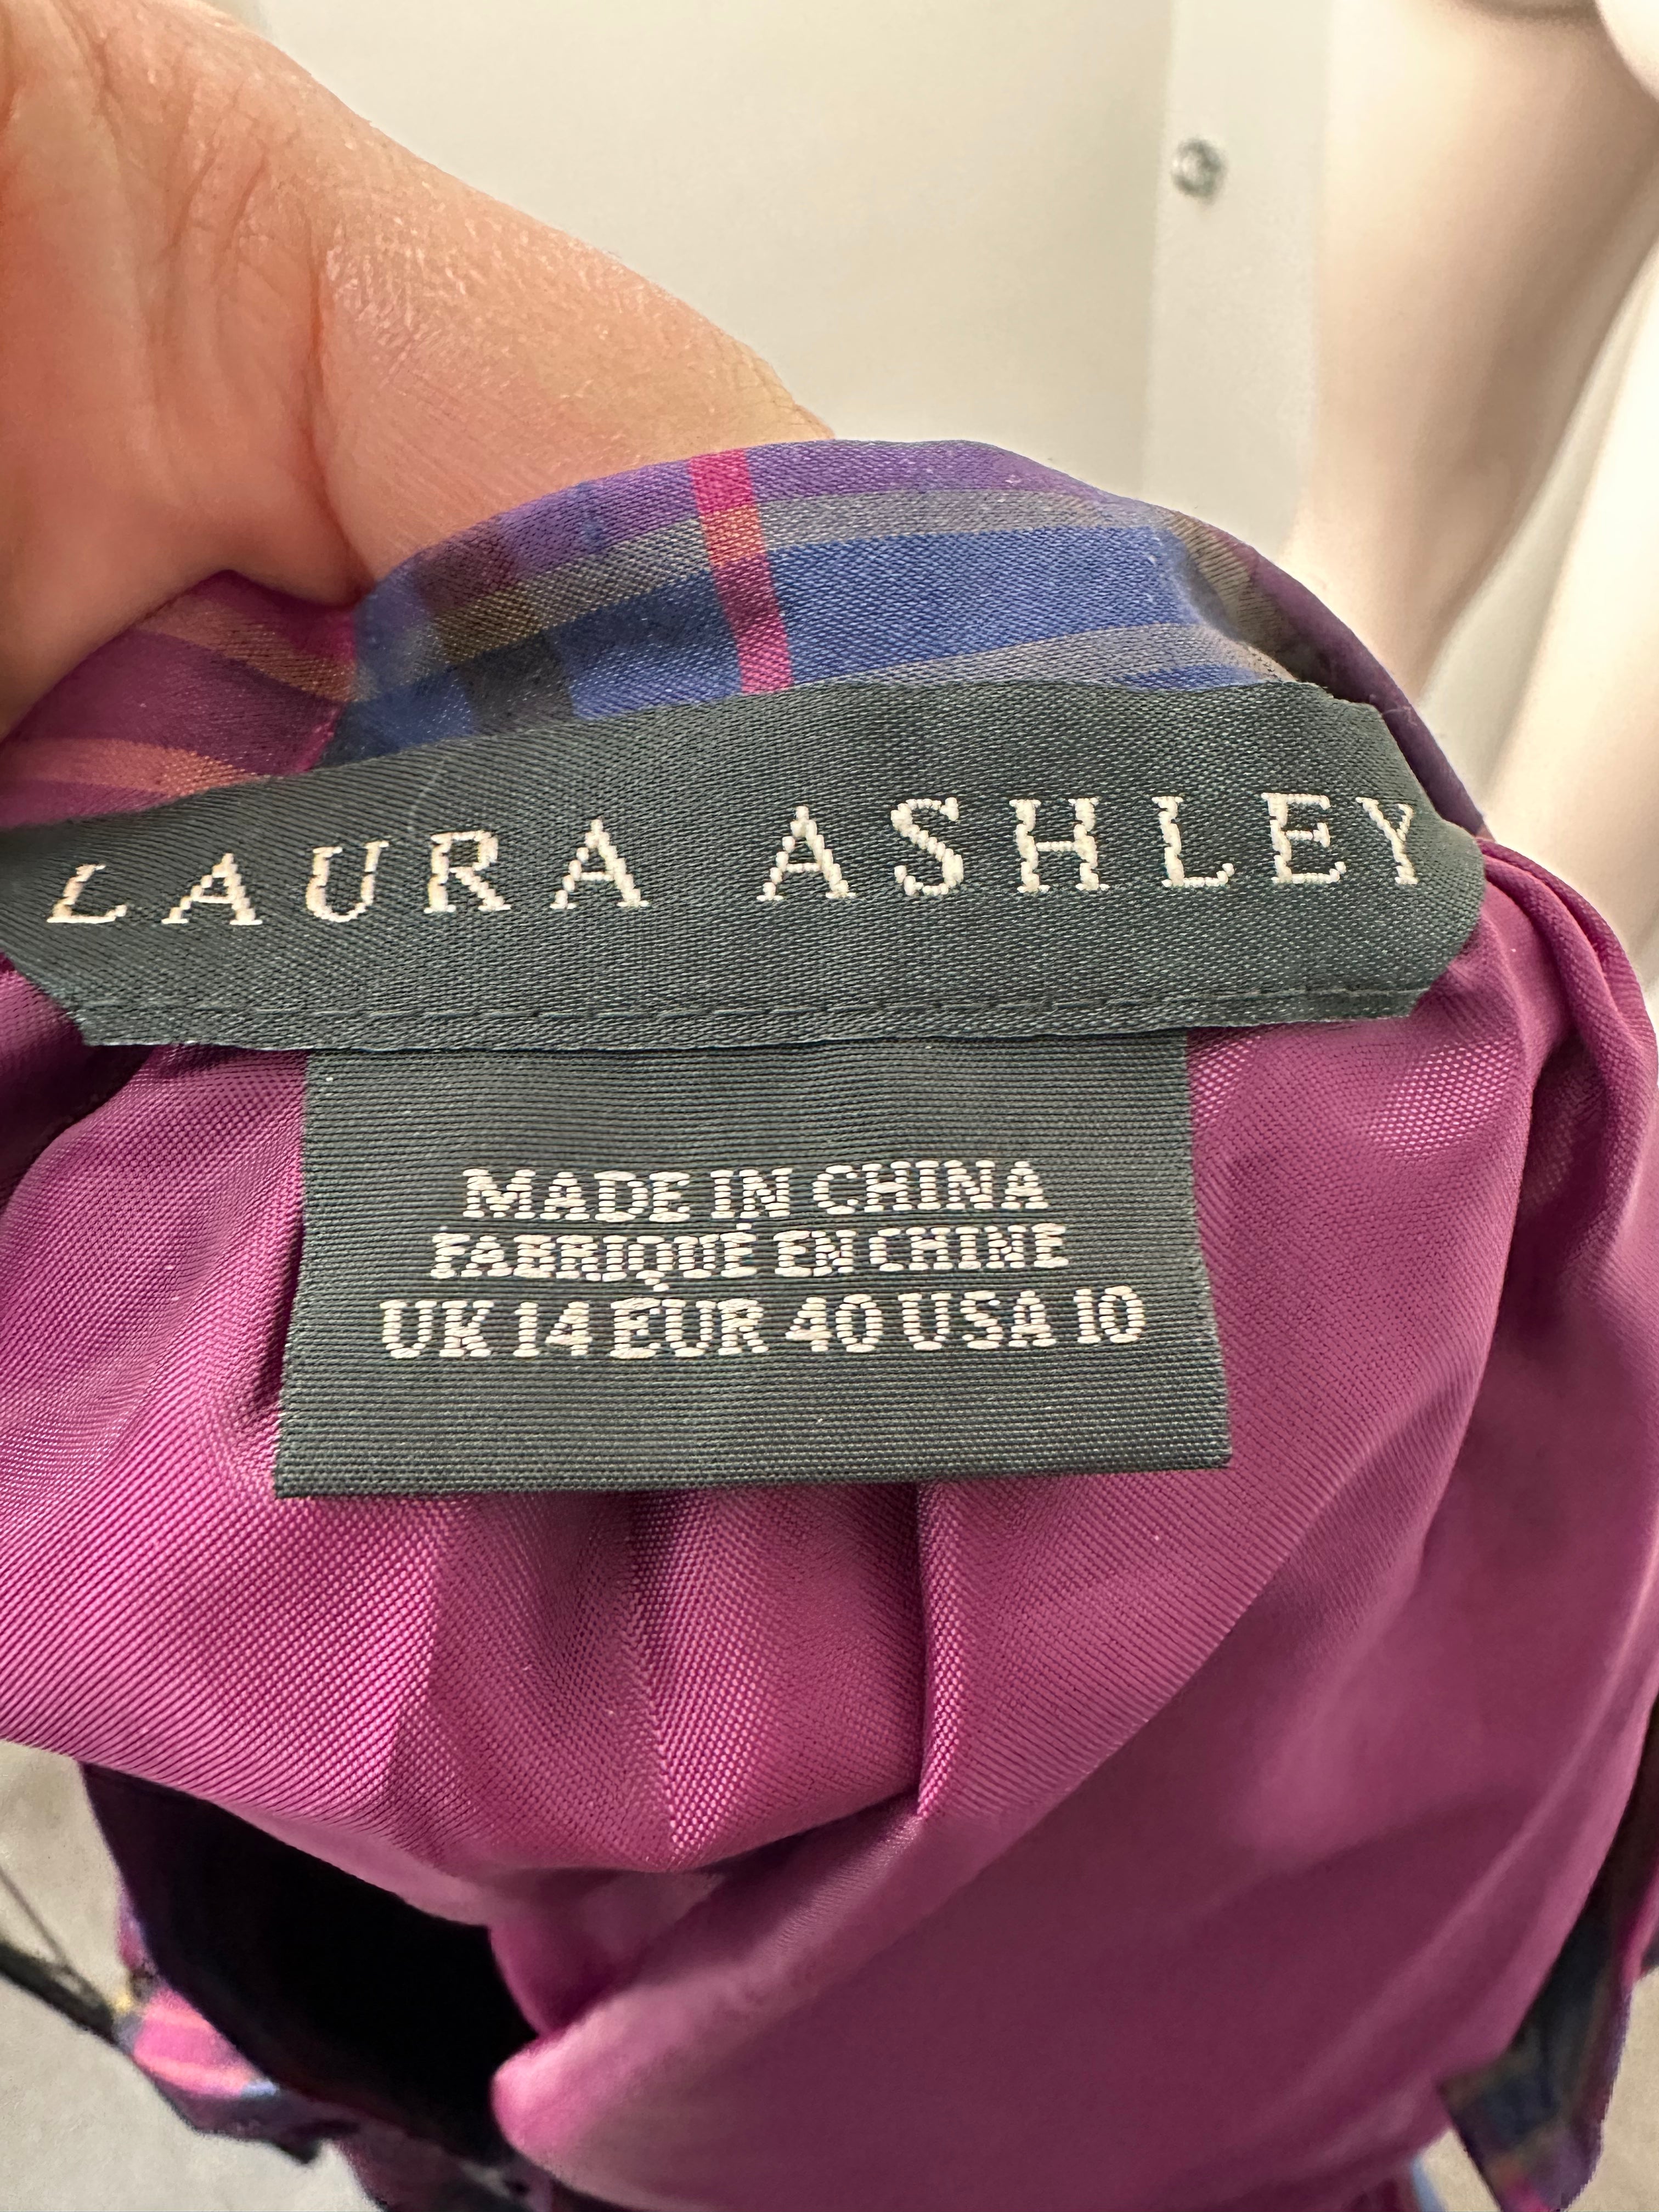 LAURA ASHLEY
MADE IN CHINA
FABRIQUÉ EN CHINE
UK 14 EUR 40 USA 10